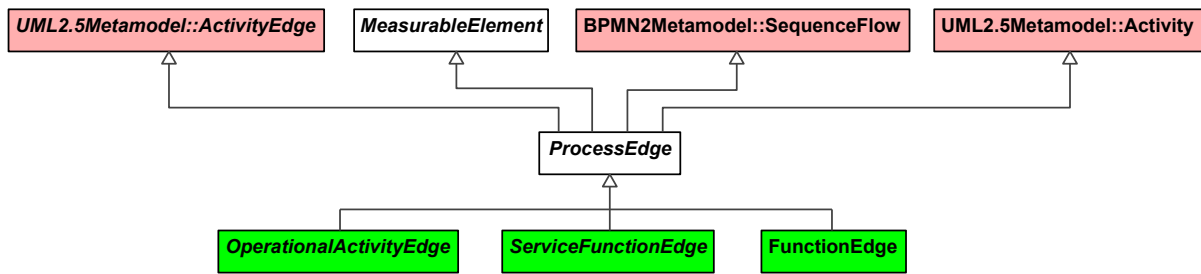 UML2.5Metamodel::ActivityEdge
MeasurableElement
BPMN2Metamodel::SequenceFlow
UML2.5Metamodel::Activity
ProcessEdge
OperationalActivityEdge
ServiceFunctionEdge
FunctionEdge